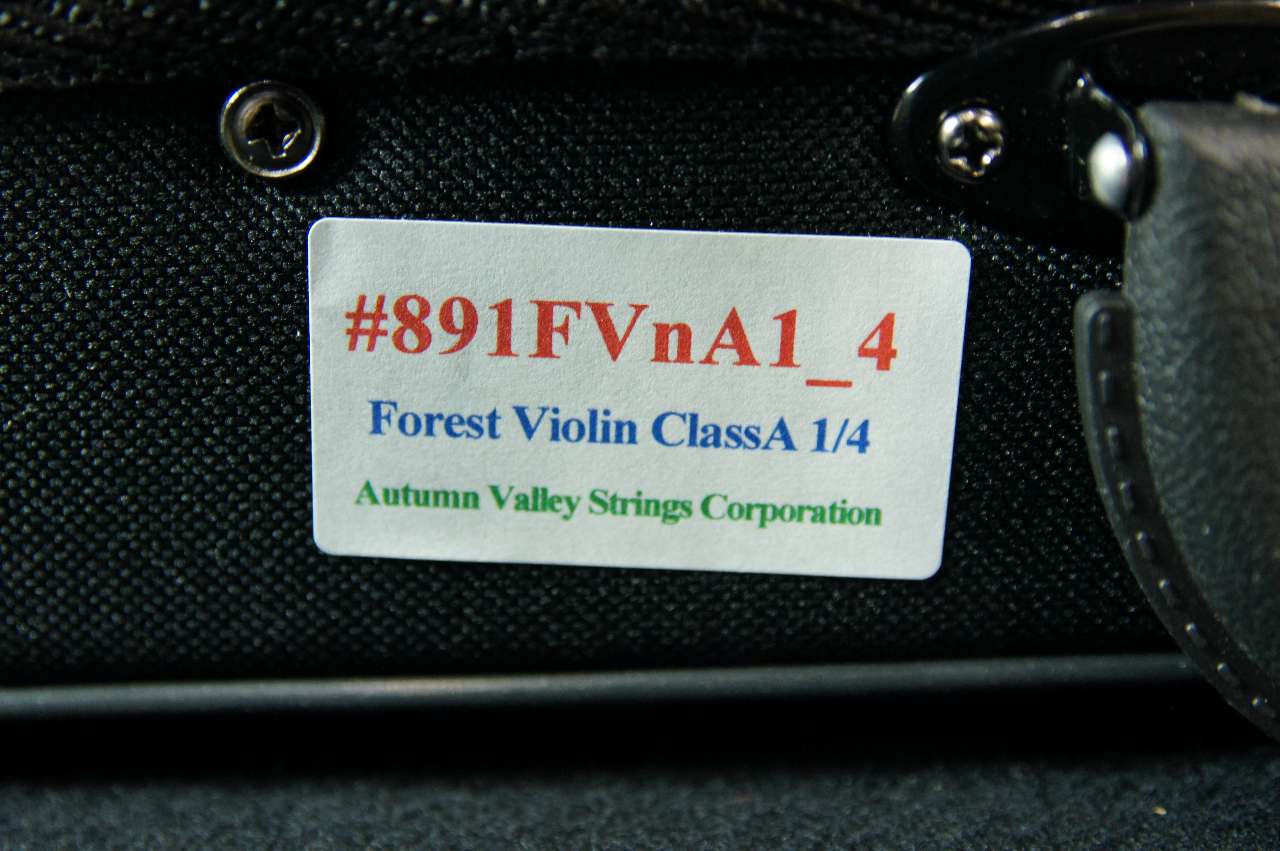 #891FVnA1_4
Forest Violin ClassA 1/4
Autumn Valley Strings Corporation